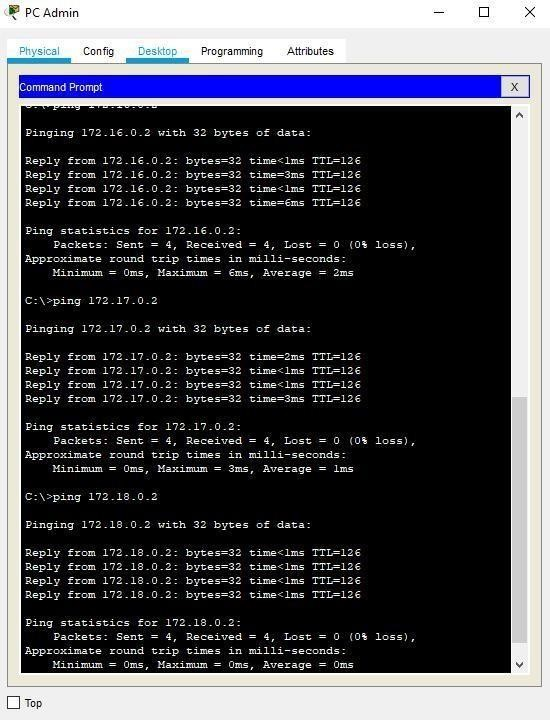 PC Admin
Physical Config Desktop Programming Attributes
Command Prompt X
C:\>ping 172.16.0.2
Pinging 172.16.0.2 with 32 bytes of data:
Reply from 172.16.0.2: bytes=32 time<1ms TTL=126
Reply from 172.16.0.2: bytes=32 time=3ms TTL=126
Reply from 172.16.0.2: bytes=32 time<1ms TTL=126
Reply from 172.16.0.2: bytes=32 time=6ms TTL=126
Ping statistics for 172.16.0.2:
Packets: Sent = 4, Received = 4, Lost = 0 (0% loss),
Approximate round trip times in milli-seconds:
Minimum = 0ms, Maximum = 6ms, Average = 2ms
C:\>ping 172.17.0.2
Pinging 172.17.0.2 with 32 bytes of data:
Reply from 172.17.0.2: bytes=32 time=2ms TTL=126
Reply from 172.17.0.2: bytes=32 time<1ms TTL=126
Reply from 172.17.0.2: bytes=32 time<1ms TTL=126
Reply from 172.17.0.2: bytes=32 time=3ms TTL=126
Ping statistics for 172.17.0.2:
Packets: Sent = 4, Received = 4, Lost = 0 (0% loss),
Approximate round trip times in milli-seconds:
Minimum = 0ms, Maximum = 3ms, Average = 1ms
C:\>ping 172.18.0.2
Pinging 172.18.0.2 with 32 bytes of data:
Reply from 172.18.0.2: bytes=32 time<1ms TTL=126
Reply from 172.18.0.2: bytes=32 time<1ms TTL=126
Reply from 172.18.0.2: bytes=32 time<1ms TTL=126
Reply from 172.18.0.2: bytes=32 time<1ms TTL=126
Ping statistics for 172.18.0.2:
Packets: Sent = 4, Received = 4, Lost = 0 (0% loss),
Approximate round trip times in milli-seconds:
Minimum = 0ms, Maximum = 0ms, Average = 0ms
Top